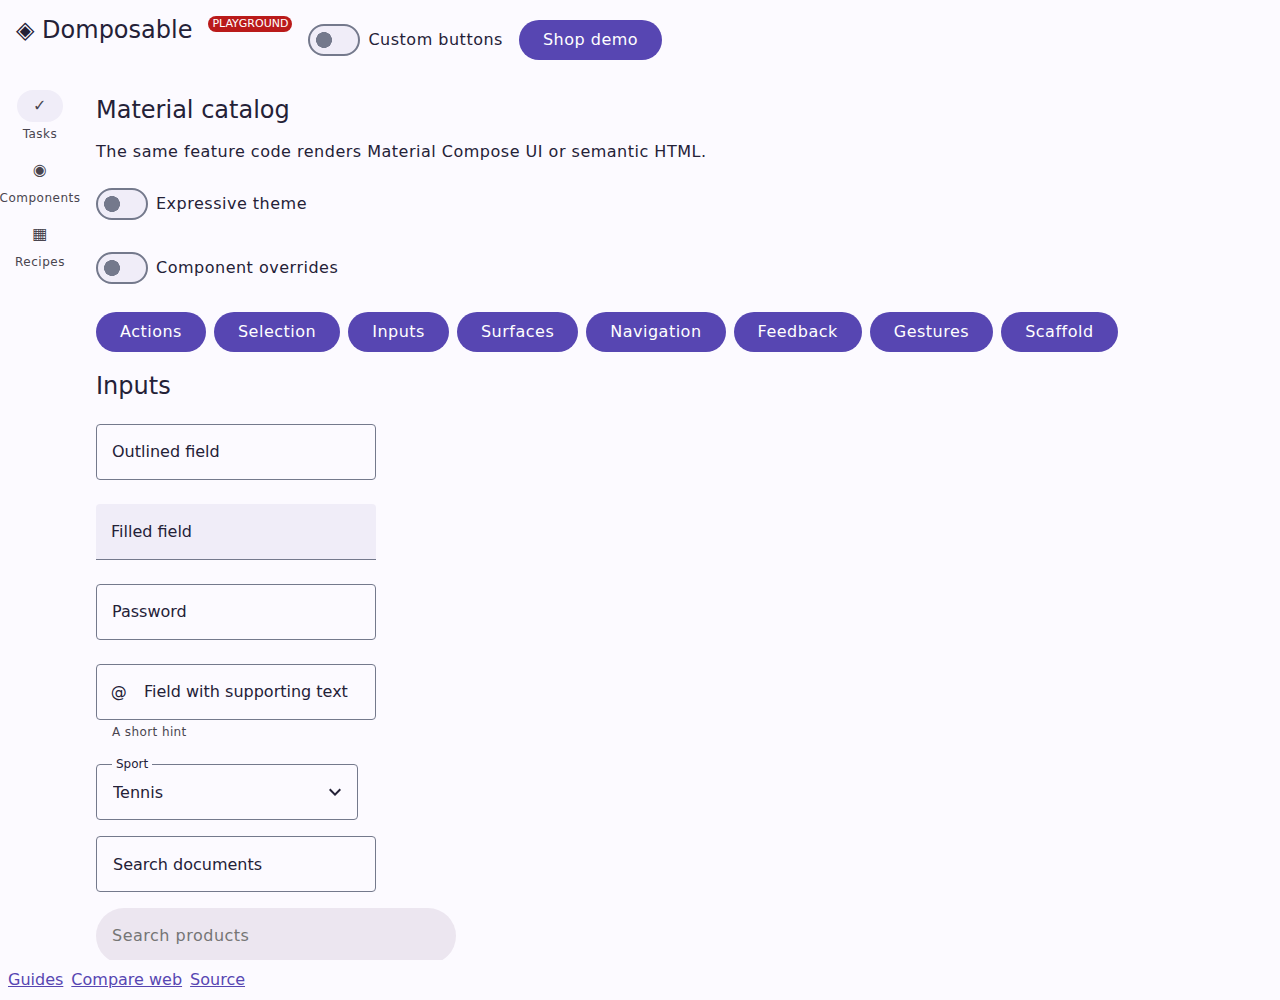 ◈ Domposable PLAYGROUND Custom buttons Shop demo
✓
Tasks
◉
Components
▦
Recipes
Material catalog
The same feature code renders Material Compose UI or semantic HTML.
Expressive theme
Component overrides
Actions Selection Inputs Surfaces Navigation Feedback Gestures Scaffold
Inputs
Outlined field
Filled field
Password
@ Field with supporting text
A short hint
Sport
Tennis
Search documents
Search products
Guides Compare web Source